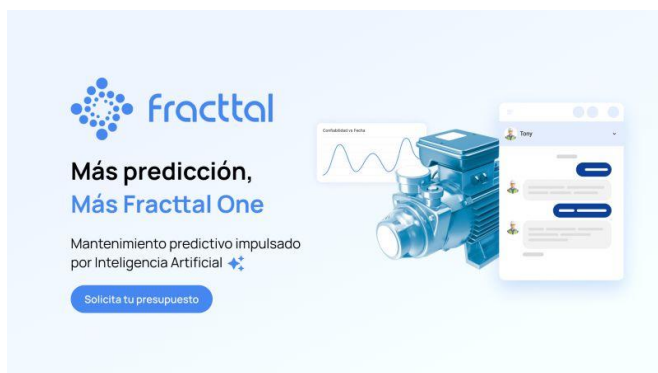 fracttal
Más predicción,
Más Fracttal One
Mantenimiento predictivo impulsado
por Inteligencia Artificial
Solicita tu presupuesto
Confiabilidad vs Fecha
Tony